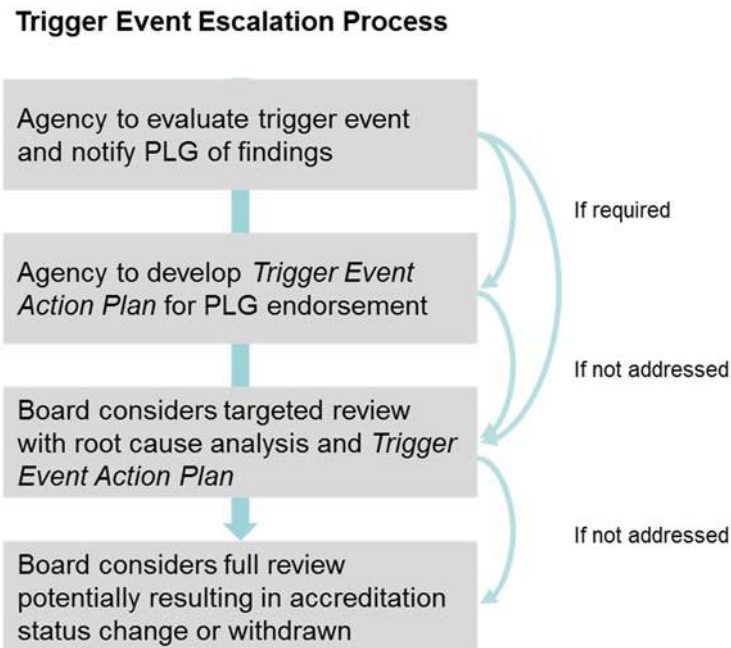 Trigger Event Escalation Process
Agency to evaluate trigger event
and notify PLG of findings
If required
Agency to develop Trigger Event
Action Plan for PLG endorsement
If not addressed
Board considers targeted review
with root cause analysis and Trigger
Event Action Plan
If not addressed
Board considers full review
potentially resulting in accreditation
status change or withdrawn